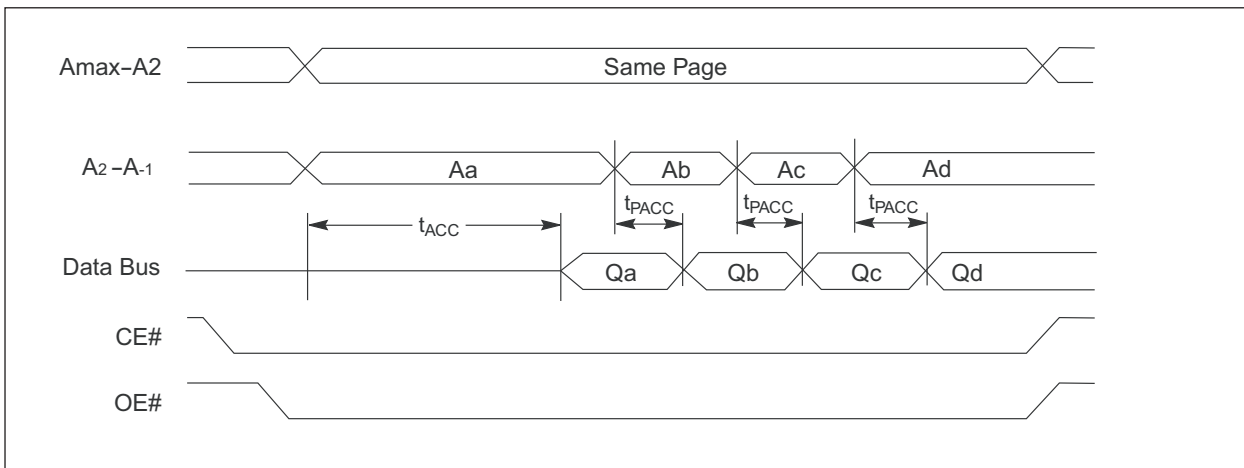 Amax–A2
Same Page
A2–A-1
Aa
Ab
Ac
Ad
tPACC
tPACC
tPACC
tACC
Data Bus
Qa
Qb
Qc
Qd
CE#
OE#